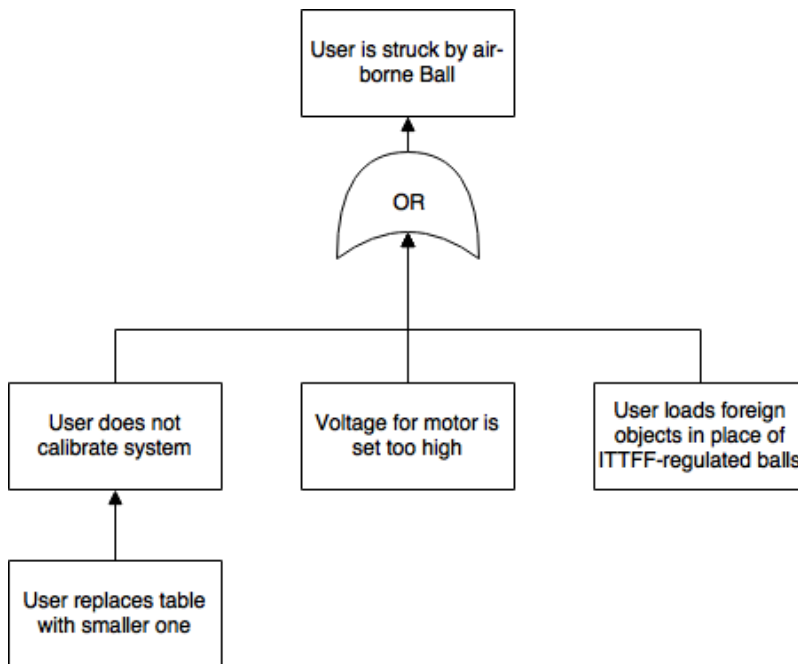 User is struck by air-
borne Ball
OR
User does not
calibrate system
Voltage for motor is
set too high
User loads foreign
objects in place of
ITTFF-regulated balls
User replaces table
with smaller one